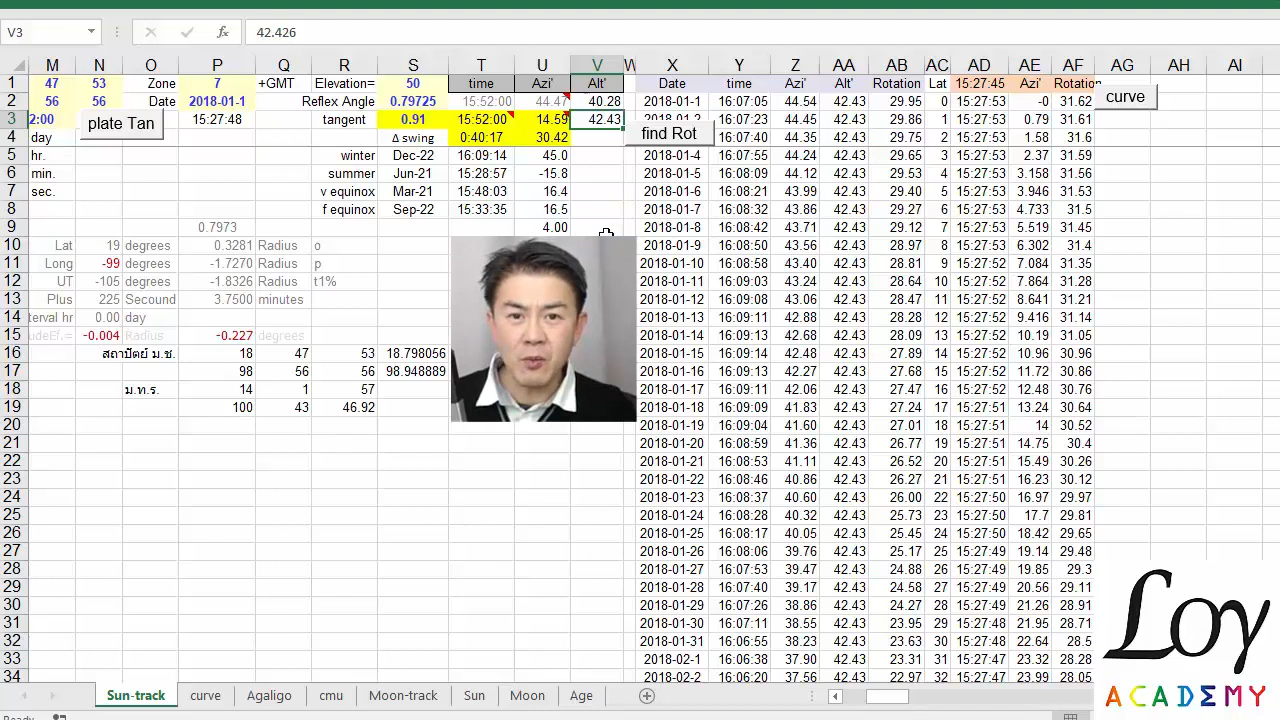 V3 fx 42.426
M N O P Q R S T U V W X Y Z AA AB AC AD AE AF AG AH AI
1 47 53 Zone 7 +GMT Elevation= 50 time Azi' Alt' Date time Azi' Alt' Rotation Lat 15:27:45 Azi' Rotation
2 56 56 Date 2018-01-1 Reflex Angle 0.79725 15:52:00 44.47 40.28 2018-01-1 16:07:05 44.54 42.43 29.95 0 15:27:53 -0 31.62 curve
3 2:00 plate Tan 15:27:48 tangent 0.91 15:52:00 14.59 42.43 find Rot 2018-01-2 16:07:23 44.45 42.43 29.86 1 15:27:53 0.79 31.61
4 day Δ swing 0:40:17 30.42 16:07:40 44.35 42.43 29.75 2 15:27:53 1.58 31.6
5 hr. winter Dec-22 16:09:14 45.0 2018-01-4 16:07:55 44.24 42.43 29.65 3 15:27:53 2.37 31.59
6 min. summer Jun-21 15:28:57 -15.8 2018-01-5 16:08:09 44.12 42.43 29.53 4 15:27:53 3.158 31.56
7 sec. v equinox Mar-21 15:48:03 16.4 2018-01-6 16:08:21 43.99 42.43 29.40 5 15:27:53 3.946 31.53
8 f equinox Sep-22 15:33:35 16.5 2018-01-7 16:08:32 43.86 42.43 29.27 6 15:27:53 4.733 31.5
9 0.7973 4.00 2018-01-8 16:08:42 43.71 42.43 29.12 7 15:27:53 5.519 31.45
10 Lat 19 degrees 0.3281 Radius o 2018-01-9 16:08:50 43.56 42.43 28.97 8 15:27:53 6.302 31.4
11 Long -99 degrees -1.7270 Radius p 2018-01-10 16:08:58 43.40 42.43 28.81 9 15:27:53 7.084 31.35
12 UT -105 degrees -1.8326 Radius t1% 2018-01-11 16:09:03 43.24 42.43 28.64 10 15:27:53 7.864 31.28
13 Plus 225 Secound 3.7500 minutes 2018-01-12 16:09:08 43.06 42.43 28.47 11 15:27:52 8.641 31.21
14 terval hr 0.00 day 2018-01-13 16:09:11 42.88 42.43 28.28 12 15:27:52 9.416 31.14
15 udeEf.= -0.004 Radius -0.227 degrees 2018-01-14 16:09:13 42.68 42.43 28.09 13 15:27:52 10.19 31.05
16 สถาปัตย์ ม.ช. 18 47 53 18.798056 2018-01-15 16:09:14 42.48 42.43 27.89 14 15:27:52 10.96 30.96
17 98 56 56 98.948889 2018-01-16 16:09:13 42.27 42.43 27.68 15 15:27:52 11.72 30.86
18 ม.ท.ร. 14 1 57 2018-01-17 16:09:11 42.06 42.43 27.47 16 15:27:52 12.48 30.76
19 100 43 46.92 2018-01-18 16:09:09 41.83 42.43 27.24 17 15:27:51 13.24 30.64
20 2018-01-19 16:09:04 41.60 42.43 27.01 18 15:27:51 14 30.52
21 2018-01-20 16:08:59 41.36 42.43 26.77 19 15:27:51 14.75 30.4
22 2018-01-21 16:08:53 41.11 42.43 26.52 20 15:27:51 15.49 30.26
23 2018-01-22 16:08:46 40.86 42.43 26.27 21 15:27:51 16.23 30.12
24 2018-01-23 16:08:37 40.60 42.43 26.00 22 15:27:50 16.97 29.97
25 2018-01-24 16:08:28 40.32 42.43 25.73 23 15:27:50 17.7 29.81
26 2018-01-25 16:08:17 40.05 42.43 25.45 24 15:27:50 18.42 29.65
27 2018-01-26 16:08:06 39.76 42.43 25.17 25 15:27:50 19.14 29.48
28 2018-01-27 16:07:53 39.47 42.43 24.88 26 15:27:50 19.85 29.3
29 2018-01-28 16:07:40 39.17 42.43 24.58 27 15:27:50 20.56 29.11
30 2018-01-29 16:07:26 38.86 42.43 24.27 28 15:27:49 21.26 28.91
31 2018-01-30 16:07:11 38.55 42.43 23.95 29 15:27:48 21.95 28.71
32 2018-01-31 16:06:55 38.23 42.43 23.63 30 15:27:48 22.64 28.5
33 2018-02-1 16:06:38 37.90 42.43 23.31 31 15:27:47 23.33 28.28
34 2018-02-2 16:06:20 37.56 42.43 22.97 32 15:27:47 23.99 28.05
Loy
ACADEMY
Sun-track curve Agaligo cmu Moon-track Sun Moon Age